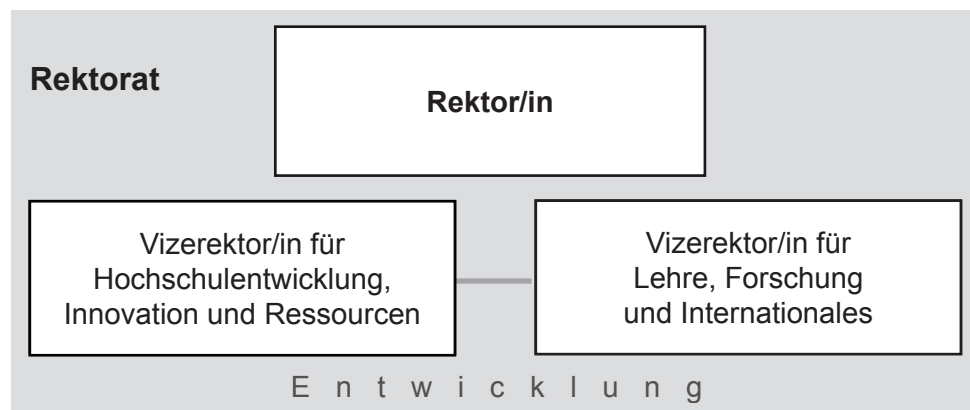 Rektorat
Rektor/in
Vizerektor/in für
Hochschulentwicklung,
Innovation und Ressourcen
Vizerektor/in für
Lehre, Forschung
und Internationales
E n t w i c k l u n g